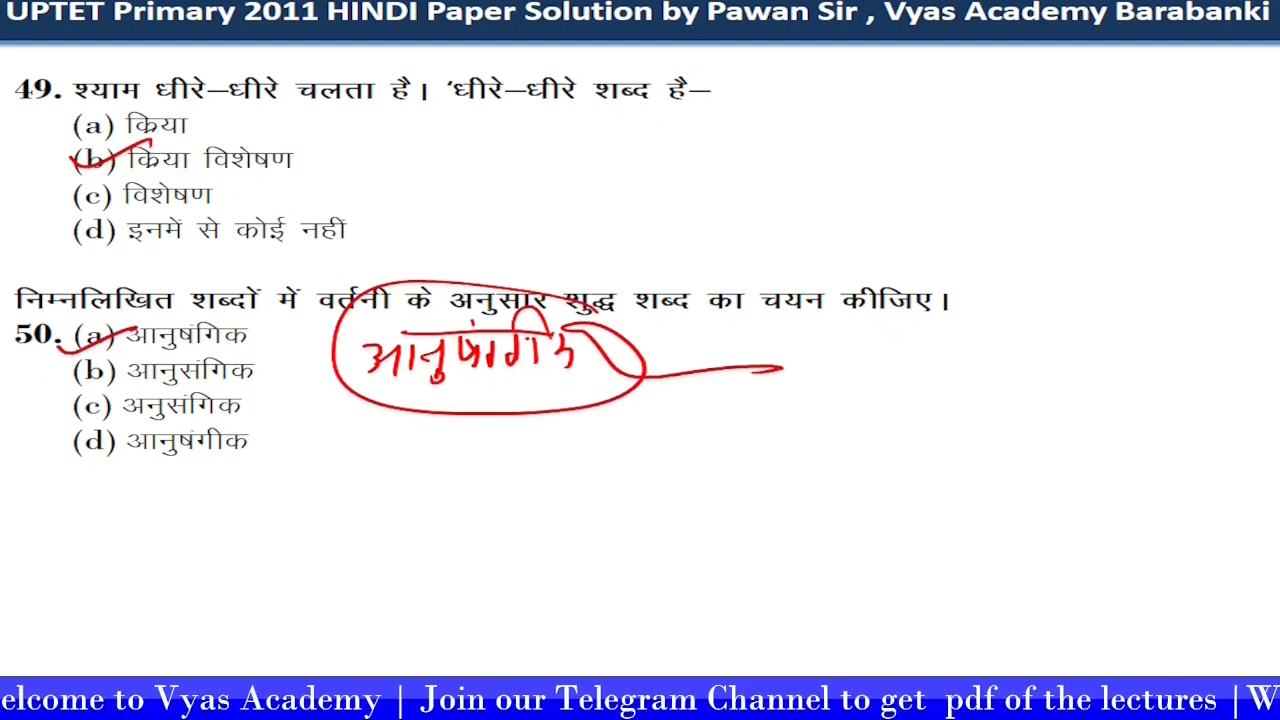 UPTET Primary 2011 HINDI Paper Solution by Pawan Sir , Vyas Academy Barabanki
49. श्याम धीरे–धीरे चलता है। 'धीरे–धीरे शब्द है–
(a) क्रिया
(b) क्रिया विशेषण
(c) विशेषण
(d) इनमें से कोई नहीं
निम्नलिखित शब्दों में वर्तनी के अनुसार शुद्ध शब्द का चयन कीजिए।
50. (a) आनुषंगिक
(b) आनुसंगिक
(c) अनुसंगिक
(d) आनुषंगीक
elcome to Vyas Academy | Join our Telegram Channel to get pdf of the lectures |W